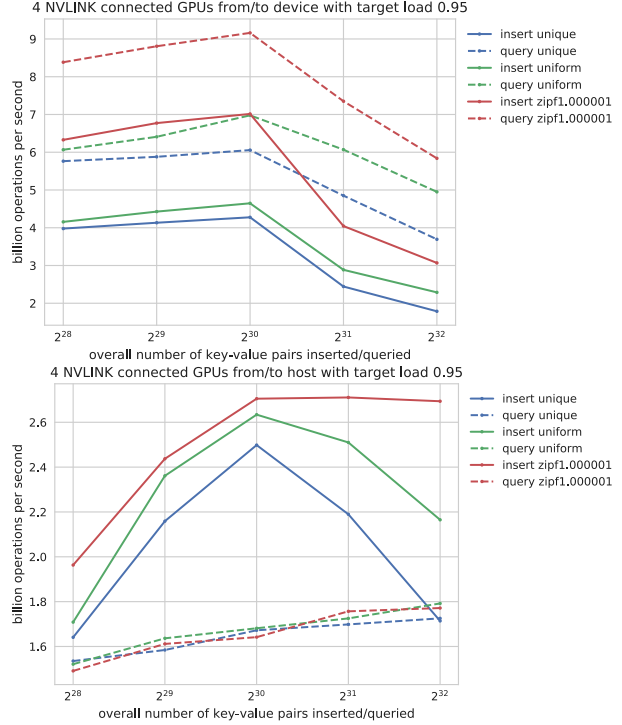 4 NVLINK connected GPUs from/to device with target load 0.95
9
8
7
6
5
4
3
2
billion operations per second
2^28 2^29 2^30 2^31 2^32
overall number of key-value pairs inserted/queried
insert unique
query unique
insert uniform
query uniform
insert zipf1.000001
query zipf1.000001
4 NVLINK connected GPUs from/to host with target load 0.95
2.6
2.4
2.2
2.0
1.8
1.6
billion operations per second
2^28 2^29 2^30 2^31 2^32
overall number of key-value pairs inserted/queried
insert unique
query unique
insert uniform
query uniform
insert zipf1.000001
query zipf1.000001